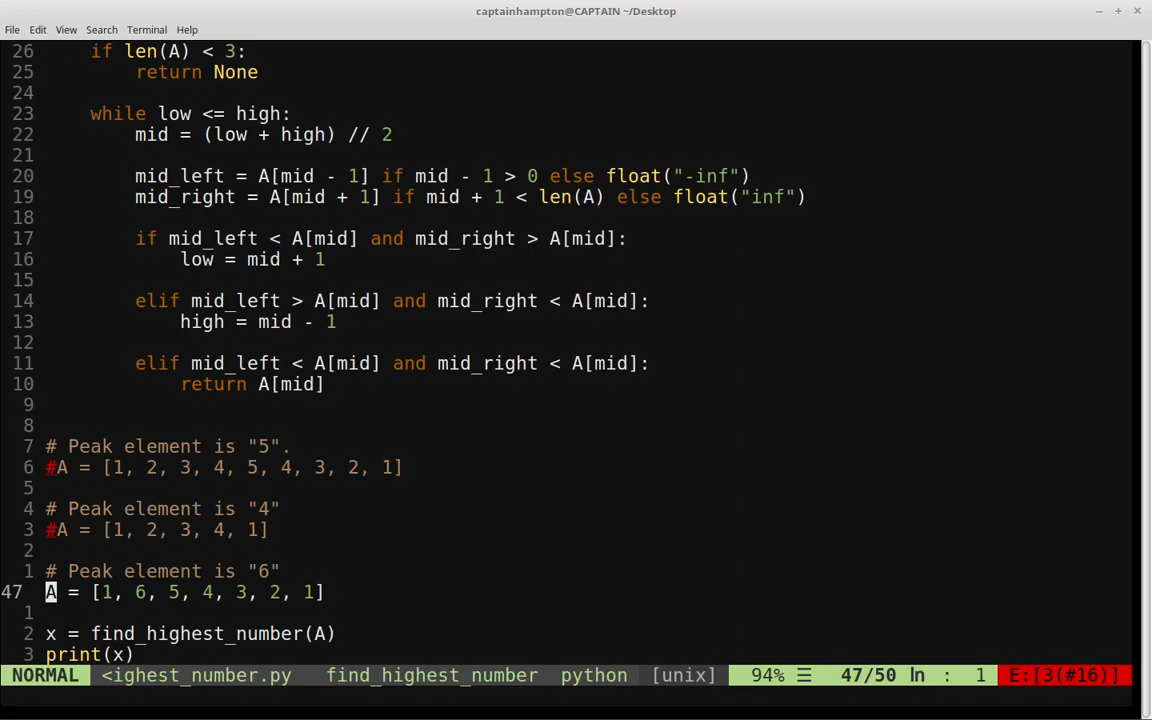 captainhampton@CAPTAIN ~/Desktop
File Edit View Search Terminal Help
26     if len(A) < 3:
25         return None
24
23     while low <= high:
22         mid = (low + high) // 2
21
20         mid_left = A[mid - 1] if mid - 1 > 0 else float("-inf")
19         mid_right = A[mid + 1] if mid + 1 < len(A) else float("inf")
18
17         if mid_left < A[mid] and mid_right > A[mid]:
16             low = mid + 1
15
14         elif mid_left > A[mid] and mid_right < A[mid]:
13             high = mid - 1
12
11         elif mid_left < A[mid] and mid_right < A[mid]:
10             return A[mid]
9
8
7 # Peak element is "5".
6 #A = [1, 2, 3, 4, 5, 4, 3, 2, 1]
5
4 # Peak element is "4"
3 #A = [1, 2, 3, 4, 1]
2
1 # Peak element is "6"
47 A = [1, 6, 5, 4, 3, 2, 1]
1
2 x = find_highest_number(A)
3 print(x)
NORMAL <ighest_number.py find_highest_number python [unix] 94% ☰ 47/50 ln : 1 E:[3(#16)]